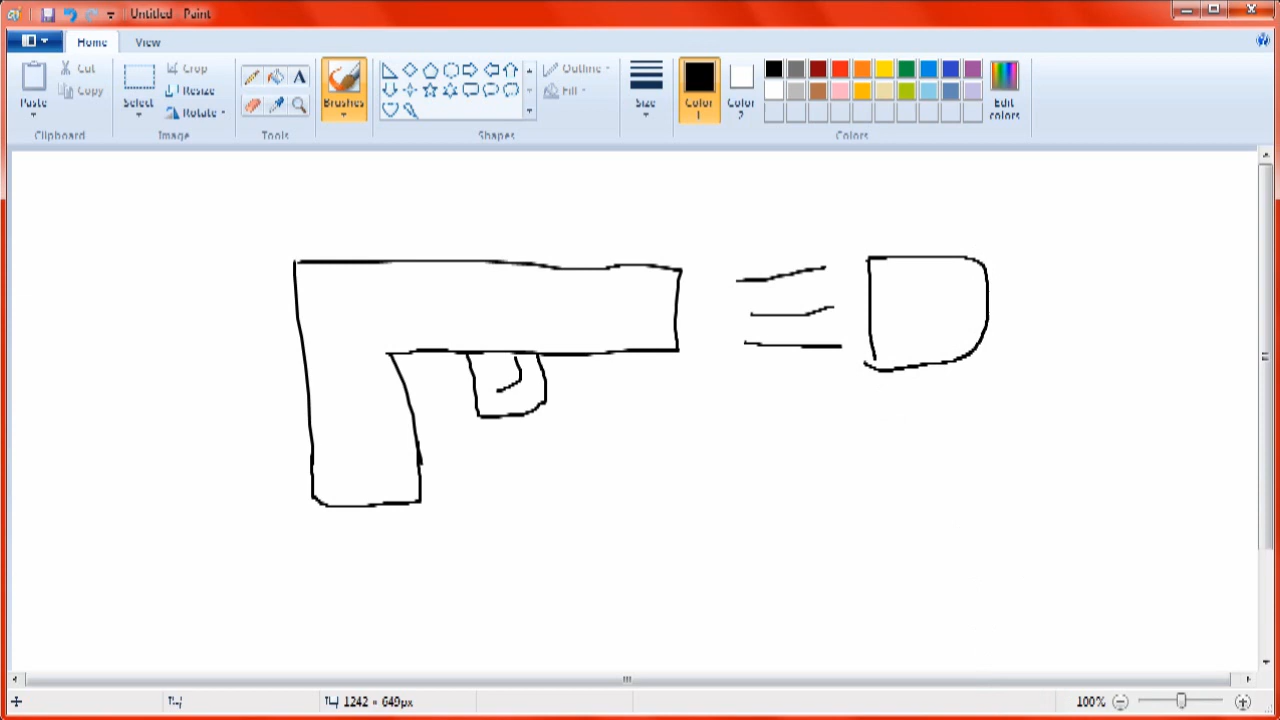 Untitled Paint
Home View
Cut
Copy
Paste
Clipboard
Select
Crop
Resize
Rotate
Image
A
Tools
Brushes
Outline
Fill
Shapes
Size
Color 1
Color 2
Edit colors
Colors
1242 × 649px
100%